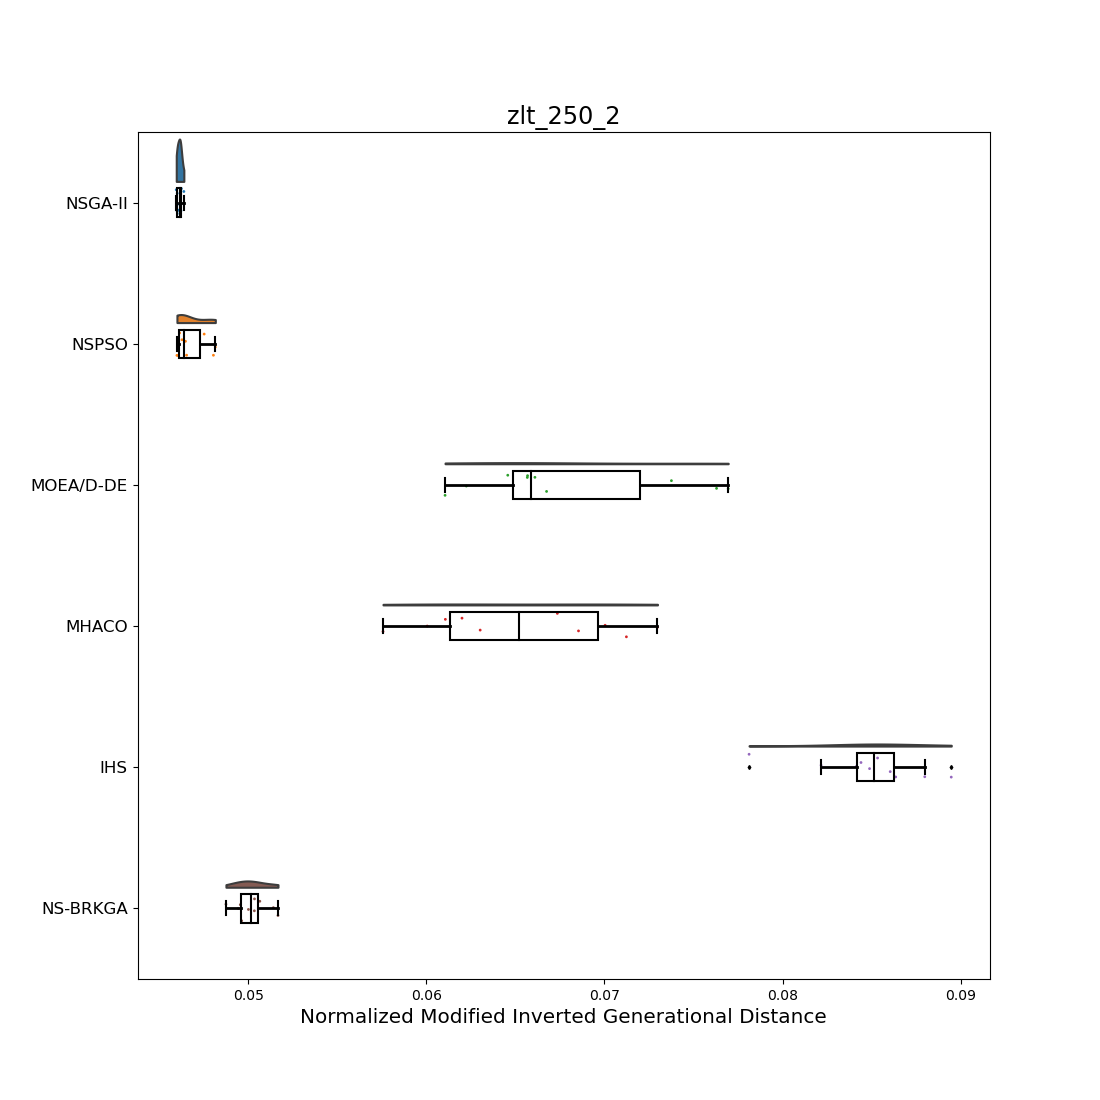 zlt_250_2
NSGA-II
NSPSO
MOEA/D-DE
MHACO
IHS
NS-BRKGA
0.05 0.06 0.07 0.08 0.09
Normalized Modified Inverted Generational Distance